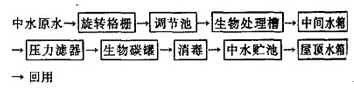 中水原水→旋转格栅→调节池→生物处理槽→中间水箱
→压力滤器→生物碳罐→消毒→中水贮池→屋顶水箱
→回用